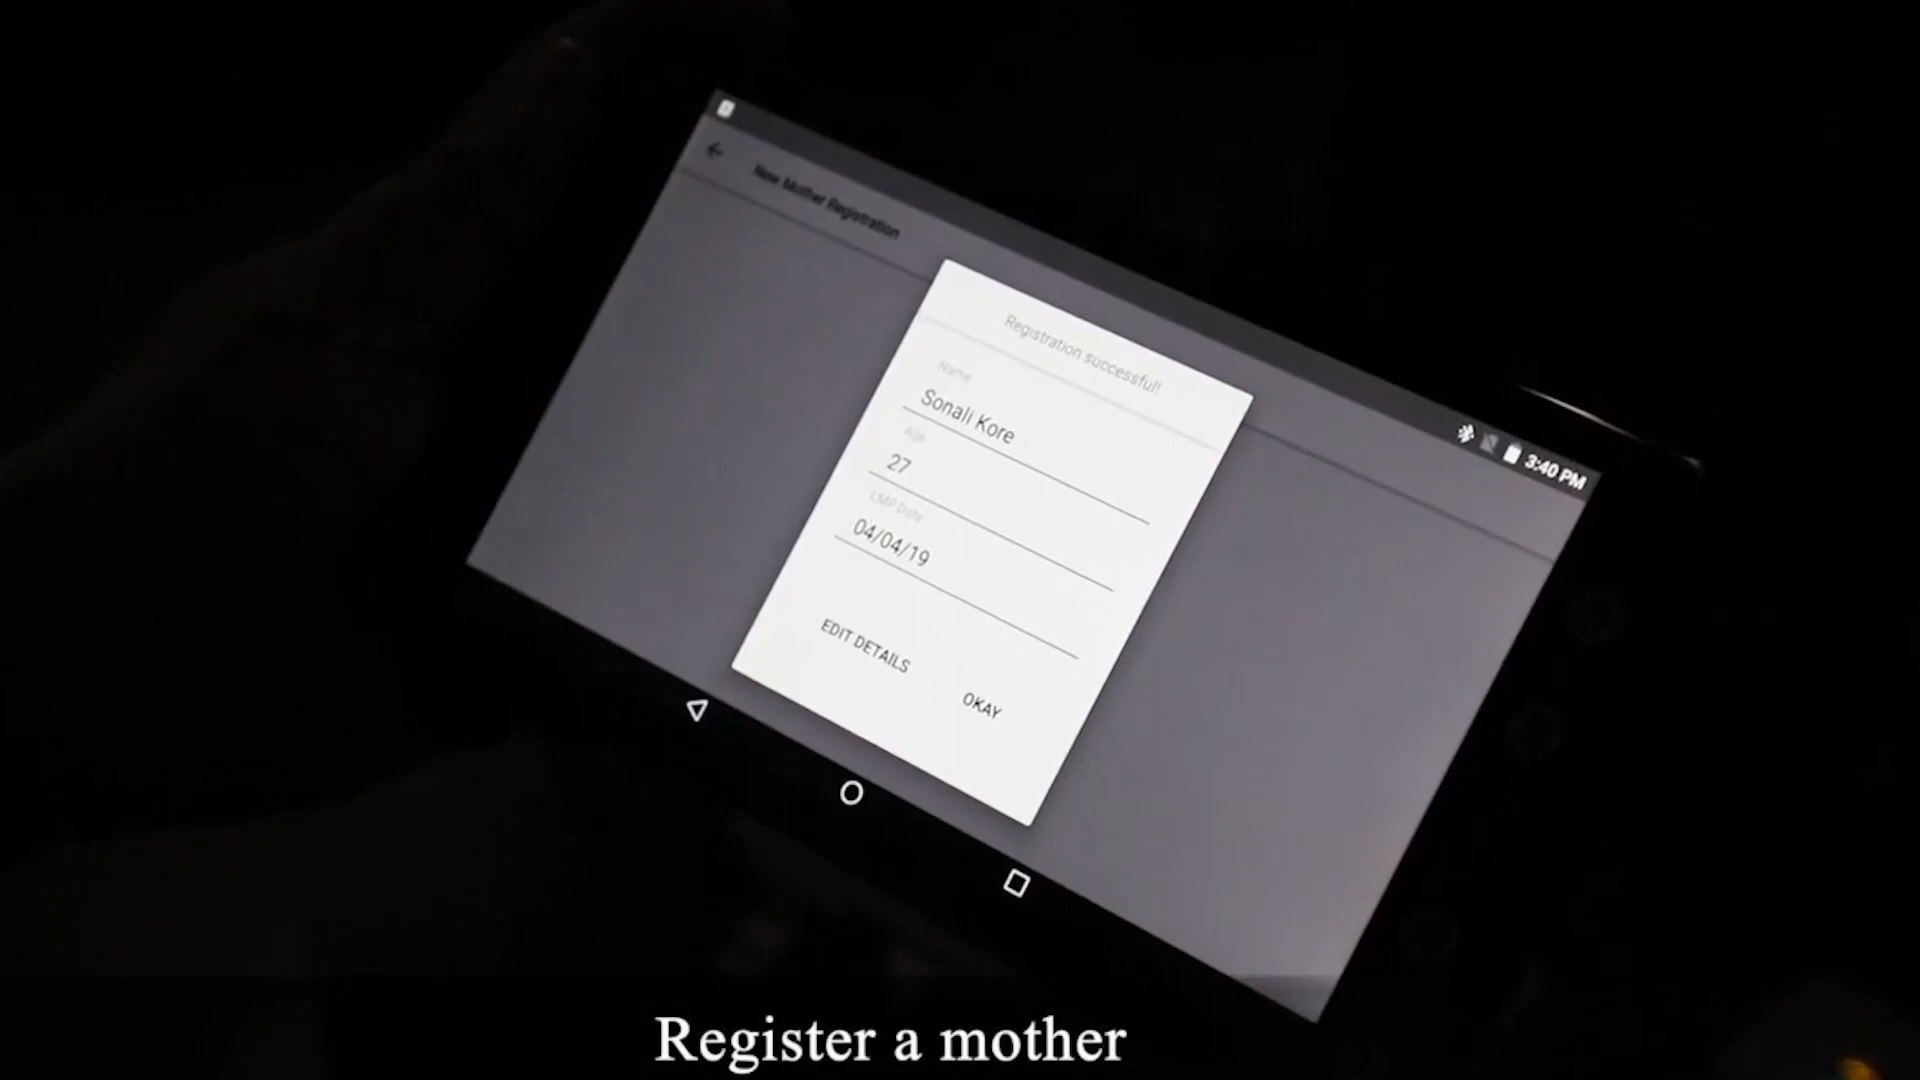 New Mother Registration
3:40 PM
Registration successful!
Name
Sonali Kore
Age
27
LMP Date
04/04/19
EDIT DETAILS
OKAY
Register a mother